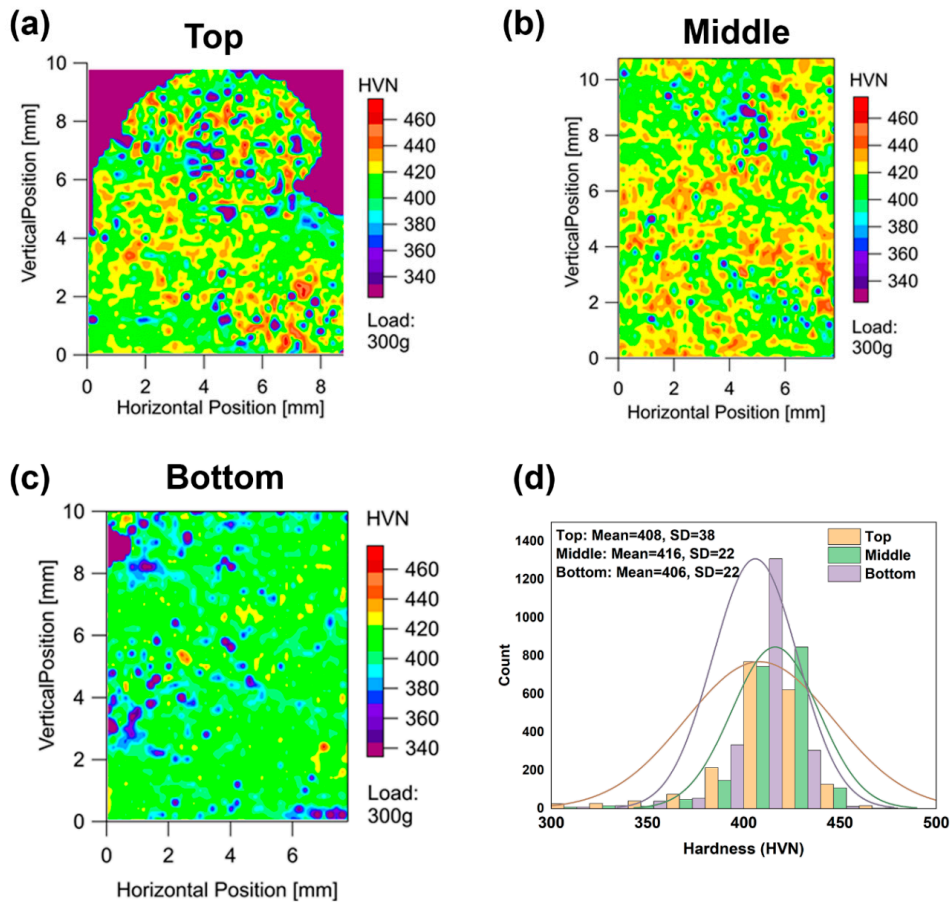 (a)
Top
HVN
460
440
420
400
380
360
340
Load:
300g
VerticalPosition [mm]
10
8
6
4
2
0
0 2 4 6 8
Horizontal Position [mm]
(b)
Middle
HVN
460
440
420
400
380
360
340
Load:
300g
VerticalPosition [mm]
10
8
6
4
2
0
0 2 4 6
Horizontal Position [mm]
(c)
Bottom
HVN
460
440
420
400
380
360
340
Load:
300g
VerticalPosition [mm]
10
8
6
4
2
0
0 2 4 6
Horizontal Position [mm]
(d)
Top: Mean=408, SD=38
Middle: Mean=416, SD=22
Bottom: Mean=406, SD=22
Top
Middle
Bottom
Count
1400
1200
1000
800
600
400
200
0
300 350 400 450 500
Hardness (HVN)